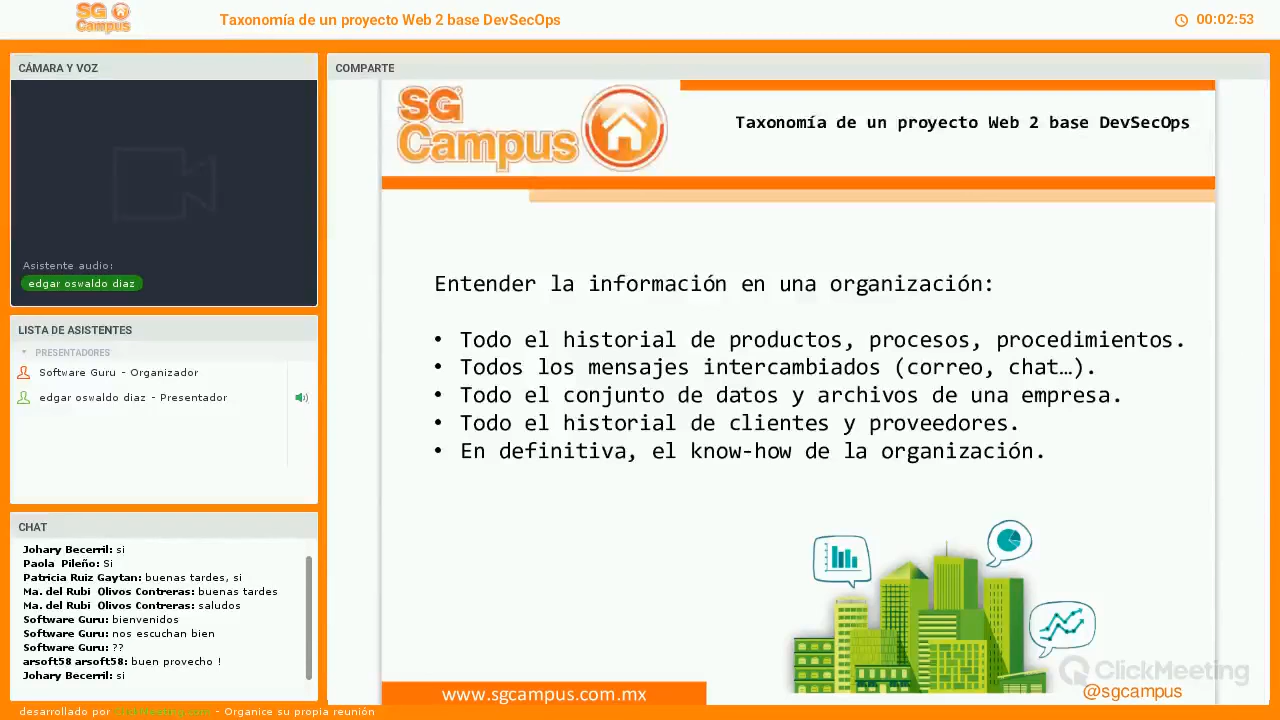 SG Campus
Taxonomía de un proyecto Web 2 base DevSecOps
00:02:53
CÁMARA Y VOZ
Asistente audio:
edgar oswaldo diaz
LISTA DE ASISTENTES
PRESENTADORES
Software Guru - Organizador
edgar oswaldo diaz - Presentador
CHAT
Johary Becerril: si
Paola Pileño: Si
Patricia Ruiz Gaytan: buenas tardes, si
Ma. del Rubi Olivos Contreras: buenas tardes
Ma. del Rubi Olivos Contreras: saludos
Software Guru: bienvenidos
Software Guru: nos escuchan bien
Software Guru: ??
arsoft58 arsoft58: buen provecho !
Johary Becerril: si
desarrollado por ClickMeeting.com - Organice su propia reunión
COMPARTE
SG
Campus
Taxonomía de un proyecto Web 2 base DevSecOps
Entender la información en una organización:
• Todo el historial de productos, procesos, procedimientos.
• Todos los mensajes intercambiados (correo, chat…).
• Todo el conjunto de datos y archivos de una empresa.
• Todo el historial de clientes y proveedores.
• En definitiva, el know-how de la organización.
www.sgcampus.com.mx
ClickMeeting
@sgcampus